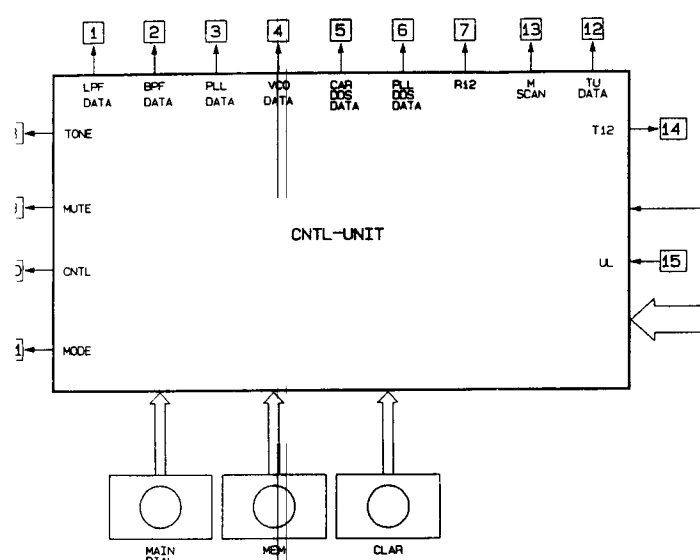 1 2 3 4 5 6 7 13 12
LPF DATA
BPF DATA
PLL DATA
VCO DATA
CAR DDS DATA
PLL DDS DATA
R12
M SCAN
TU DATA
TONE
T12 14
MUTE
CNTL-UNIT
CNTL
UL 15
MODE
MAIN
MEM
CLAR